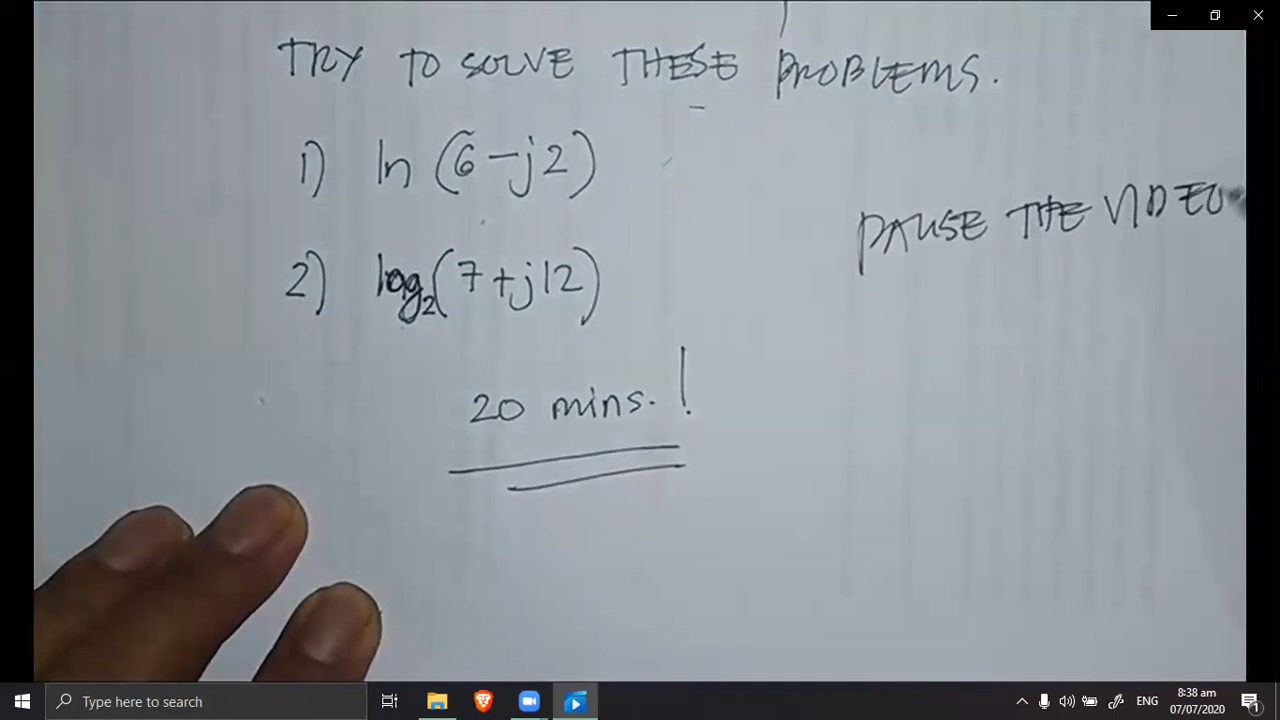 TRY TO SOLVE THESE PROBLEMS.
1) ln (6-j2)
PAUSE THE VIDEO
2) log₂(7+j12)
20 mins. !
Type here to search
ENG
8:38 am
07/07/2020
1